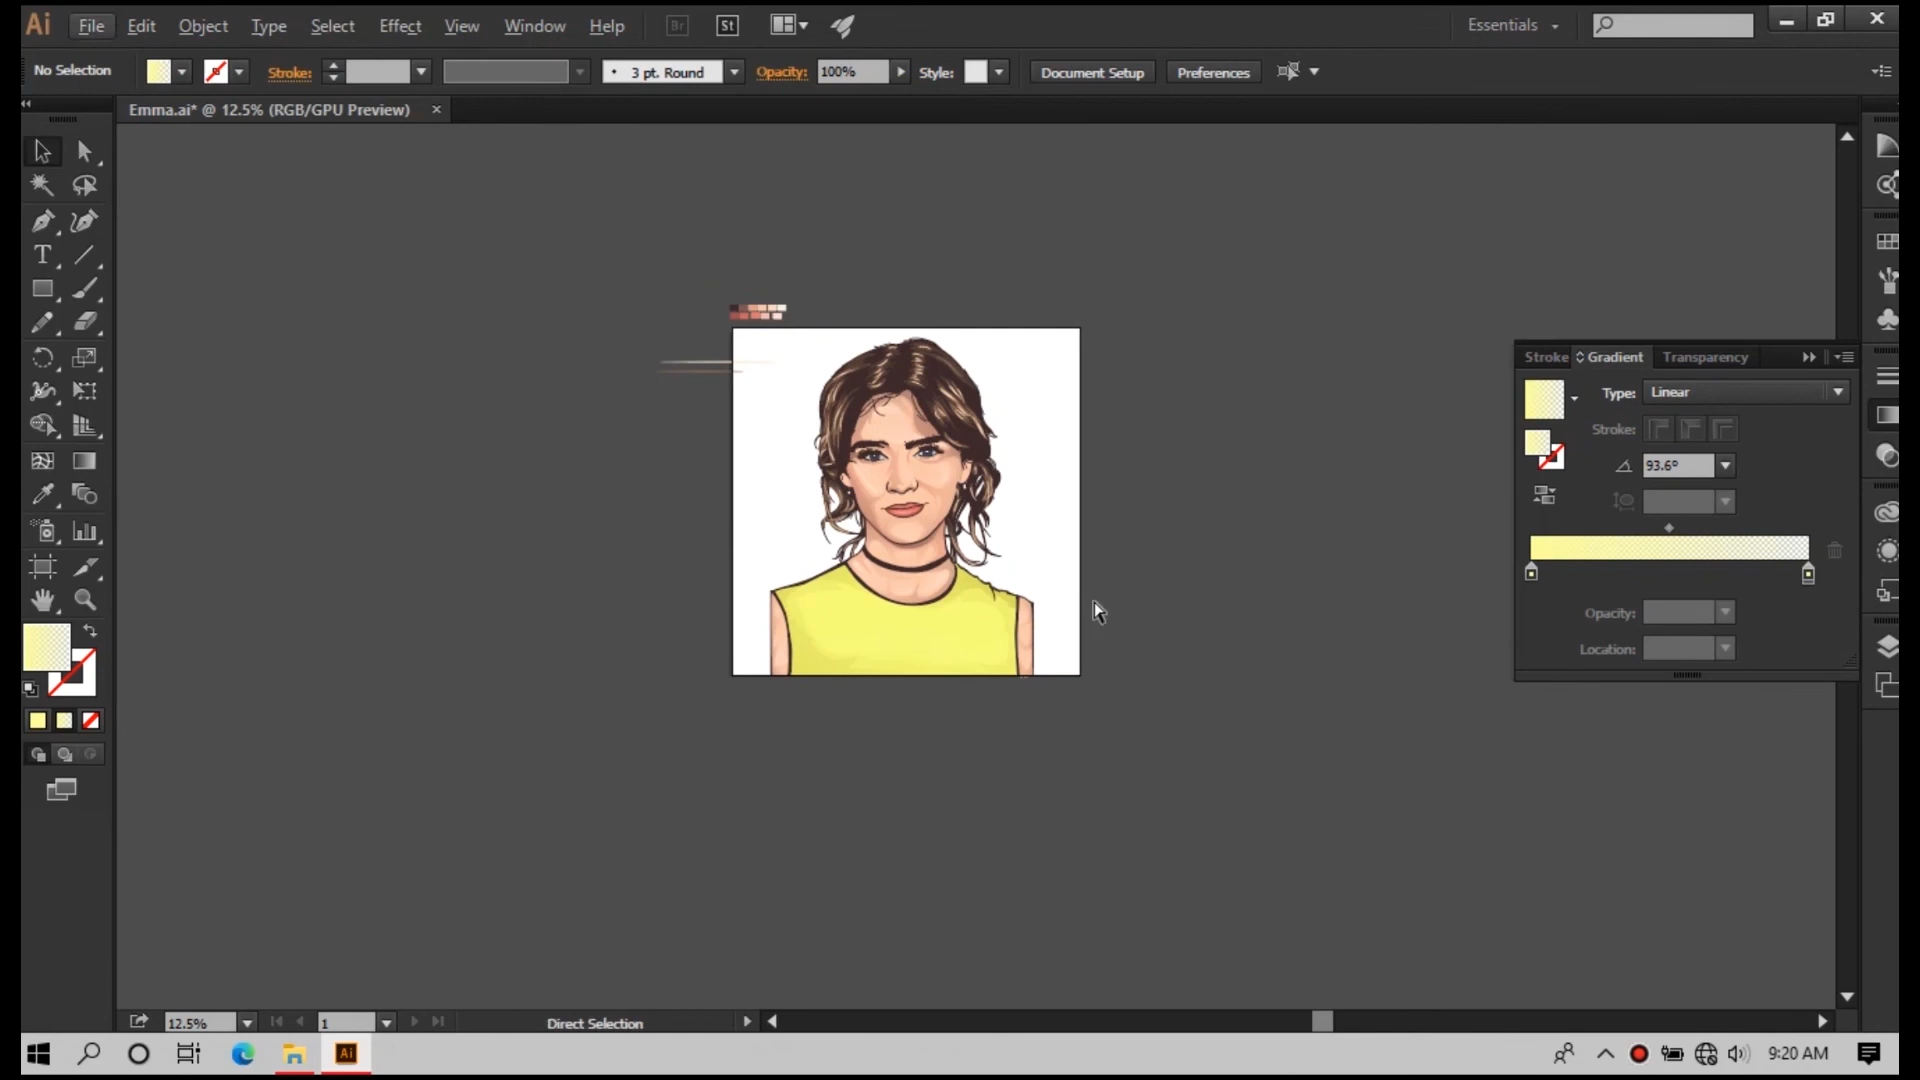 Ai File Edit Object Type Select Effect View Window Help Br St Essentials
No Selection Stroke: 3 pt. Round Opacity: 100% Style: Document Setup Preferences
Emma.ai* @ 12.5% (RGB/GPU Preview) ×
Stroke Gradient Transparency
Type: Linear
Stroke:
93.6°
Opacity:
Location:
12.5% 1 Direct Selection
Ai 9:20 AM